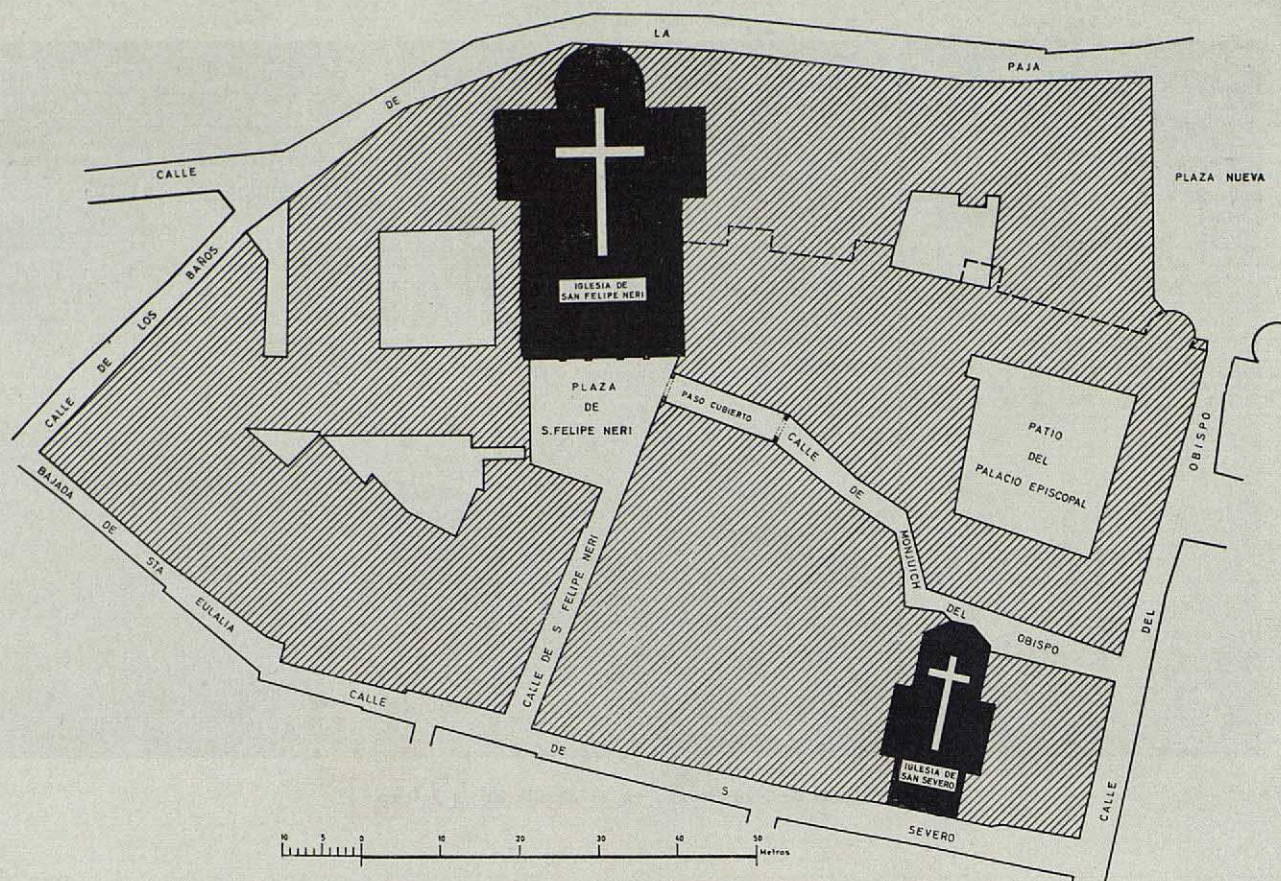 CALLE DE LA PAJA
PLAZA NUEVA
CALLE DE LOS BAÑOS
IGLESIA DE
SAN FELIPE NERI
PLAZA
DE
S.FELIPE NERI
PASO CUBIERTO
CALLE DE MONJUICH DEL OBISPO
PATIO
DEL
PALACIO EPISCOPAL
CALLE DEL OBISPO
BAJADA DE STA EULALIA
CALLE DE S FELIPE NERI
IGLESIA DE
SAN SEVERO
CALLE DE S SEVERO
10 5 0 10 20 30 40 50
Metros